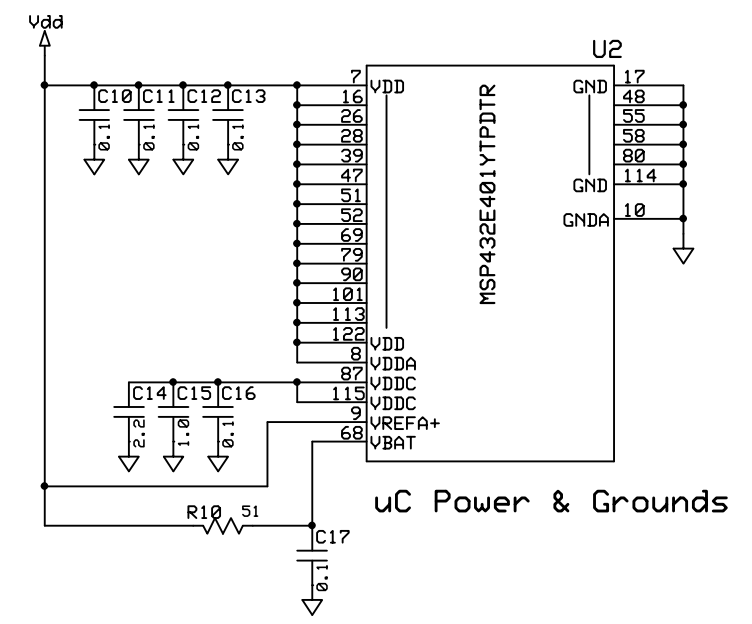 Vdd
U2
7 VDD GND 17
C10 C11 C12 C13
16 48
26 55
0.1 0.1 0.1 0.1
28 58
39 80
47 GND 114
51
52 GNDA 10
69
79
90
101
113
MSP432E401YTPDTR
122 VDD
8 VDDA
87 VDDC
C14 C15 C16
115 VDDC
9 VREFA+
2.2 1.0 0.1
68 VBAT
uC Power & Grounds
R10 51
C17
0.1